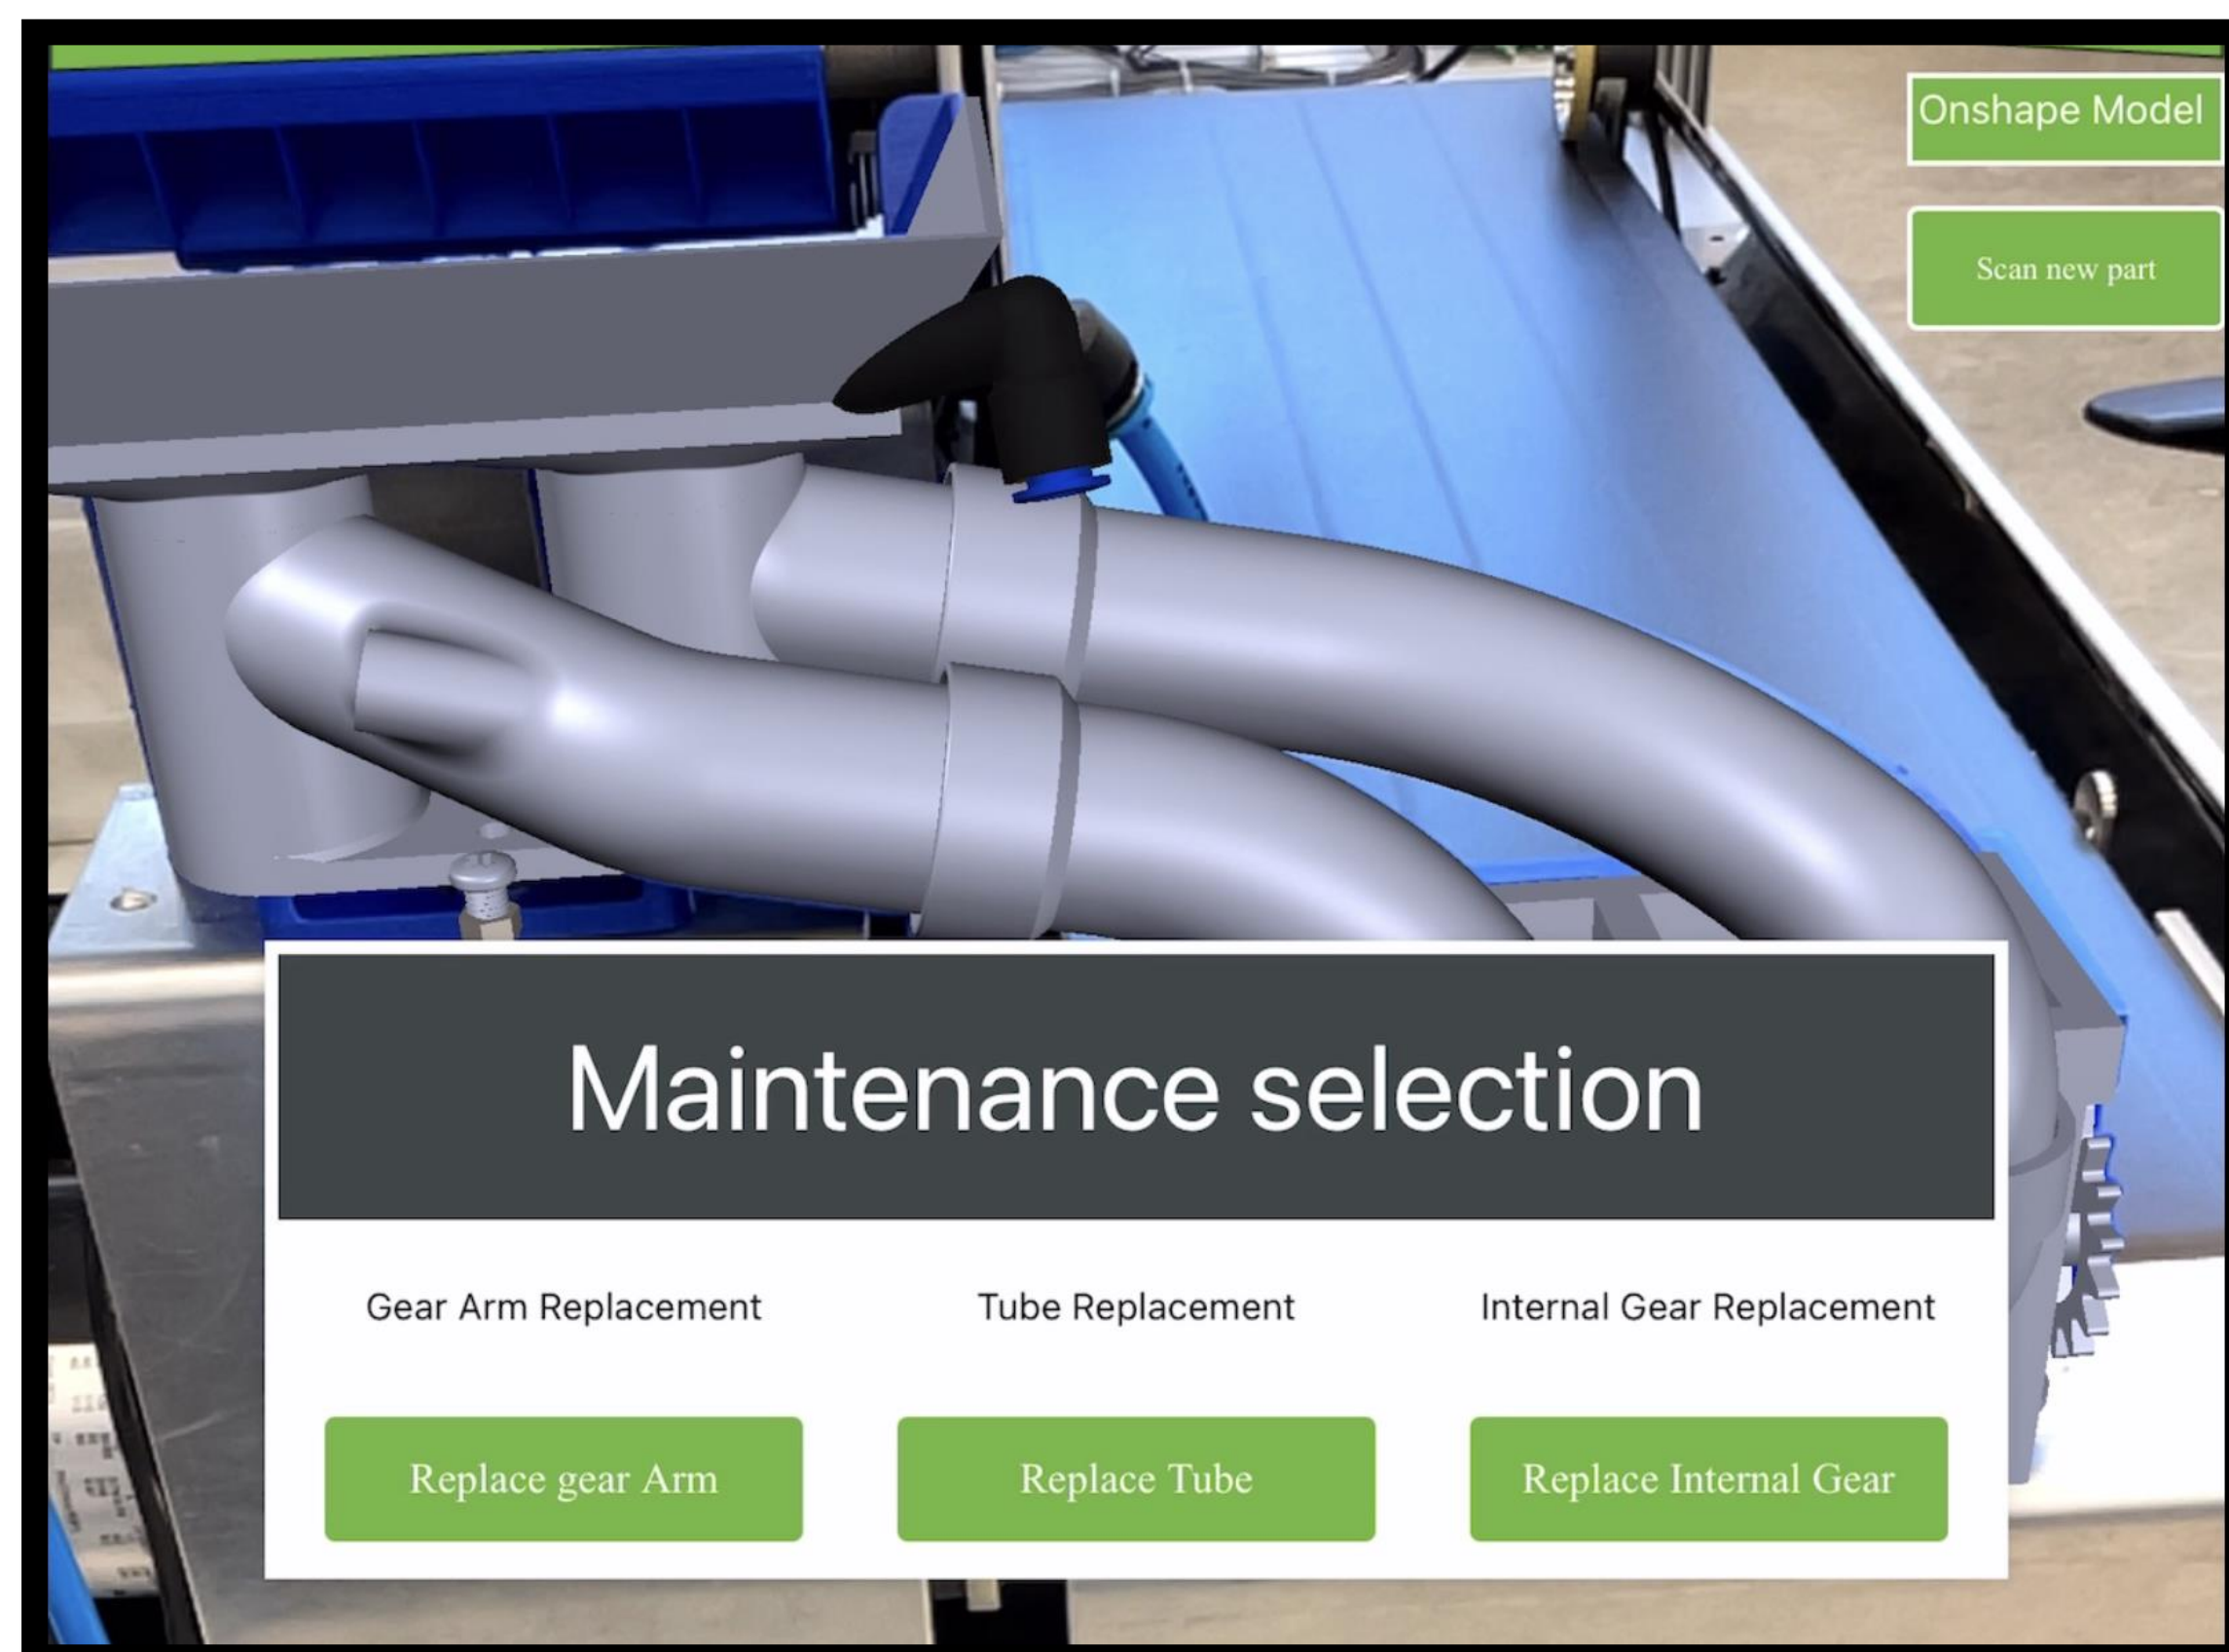 Onshape Model
Scan new part
Maintenance selection
Gear Arm Replacement
Tube Replacement
Internal Gear Replacement
Replace gear Arm
Replace Tube
Replace Internal Gear